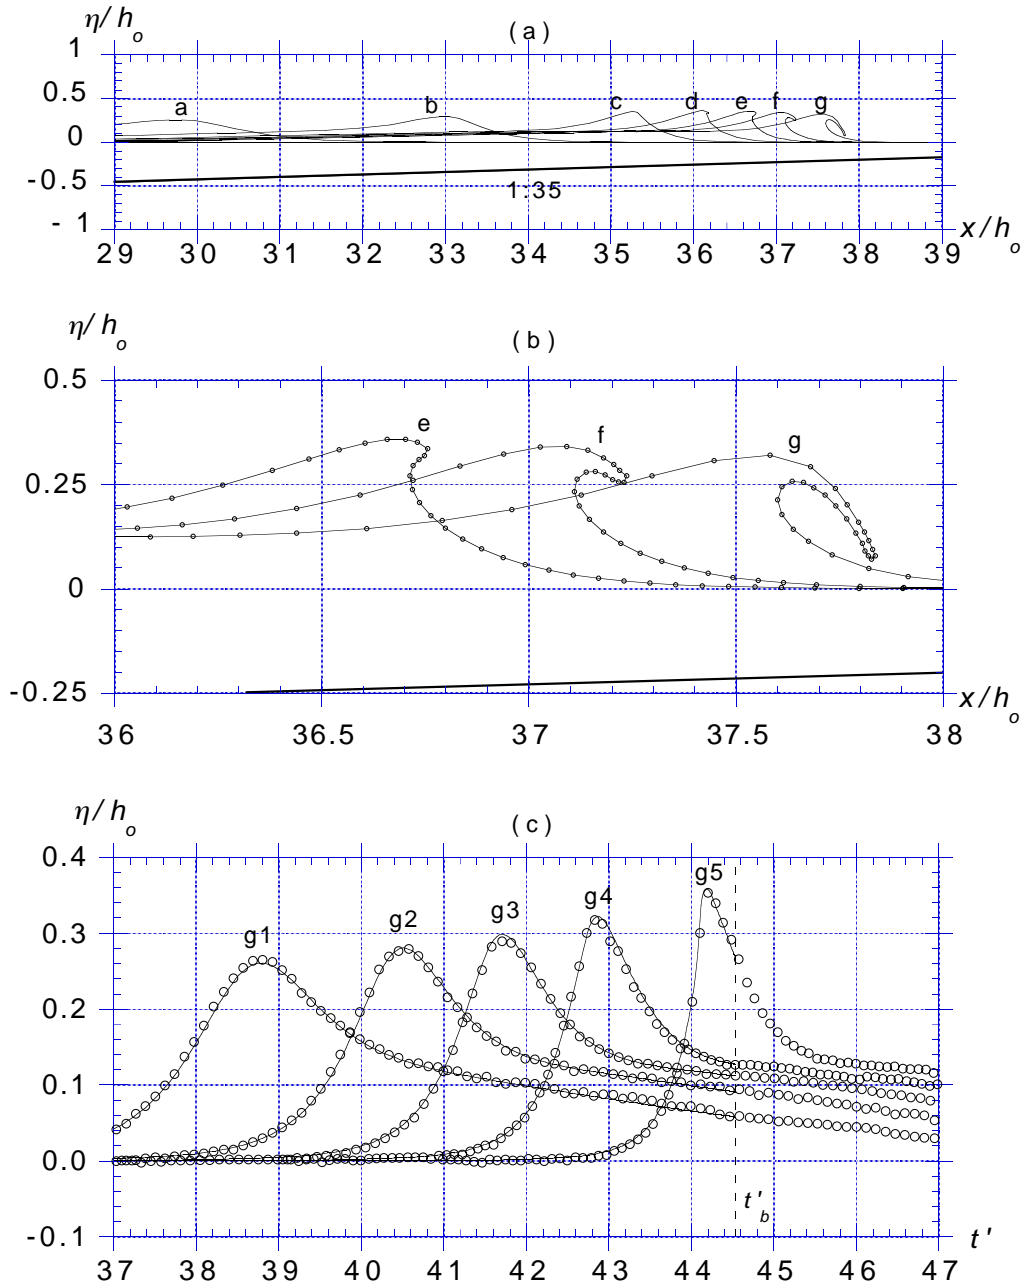 η/h_o
(a)
1
0.5
0
-0.5
- 1
a b c d e f g
1:35
x/h_o
29 30 31 32 33 34 35 36 37 38 39
η/h_o
(b)
0.5
0.25
0
-0.25
e f g
x/h_o
36 36.5 37 37.5 38
η/h_o
(c)
0.4
0.3
0.2
0.1
0.0
-0.1
g1 g2 g3 g4 g5
t'_b
t'
37 38 39 40 41 42 43 44 45 46 47